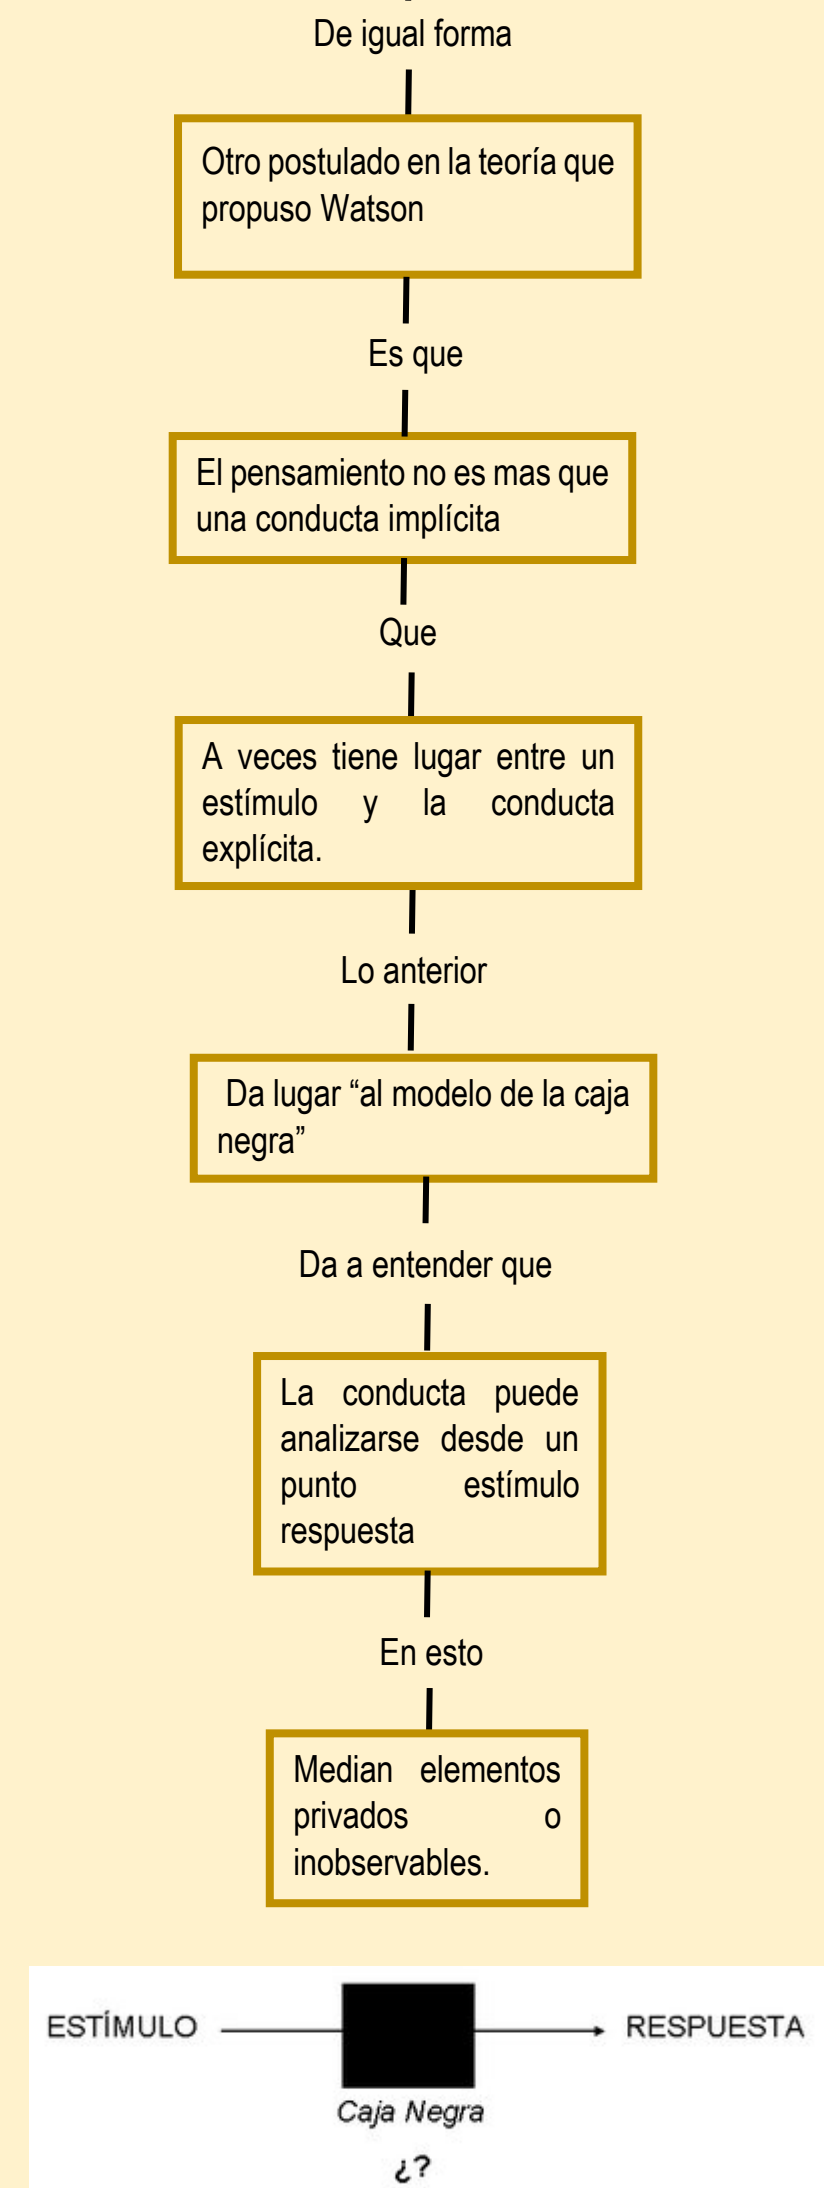 De igual forma
Otro postulado en la teoría que
propuso Watson
Es que
El pensamiento no es mas que
una conducta implícita
Que
A veces tiene lugar entre un
estímulo y la conducta
explícita.
Lo anterior
Da lugar “al modelo de la caja
negra”
Da a entender que
La conducta puede
analizarse desde un
punto estímulo
respuesta
En esto
Median elementos
privados o
inobservables.
ESTÍMULO RESPUESTA
Caja Negra
¿?